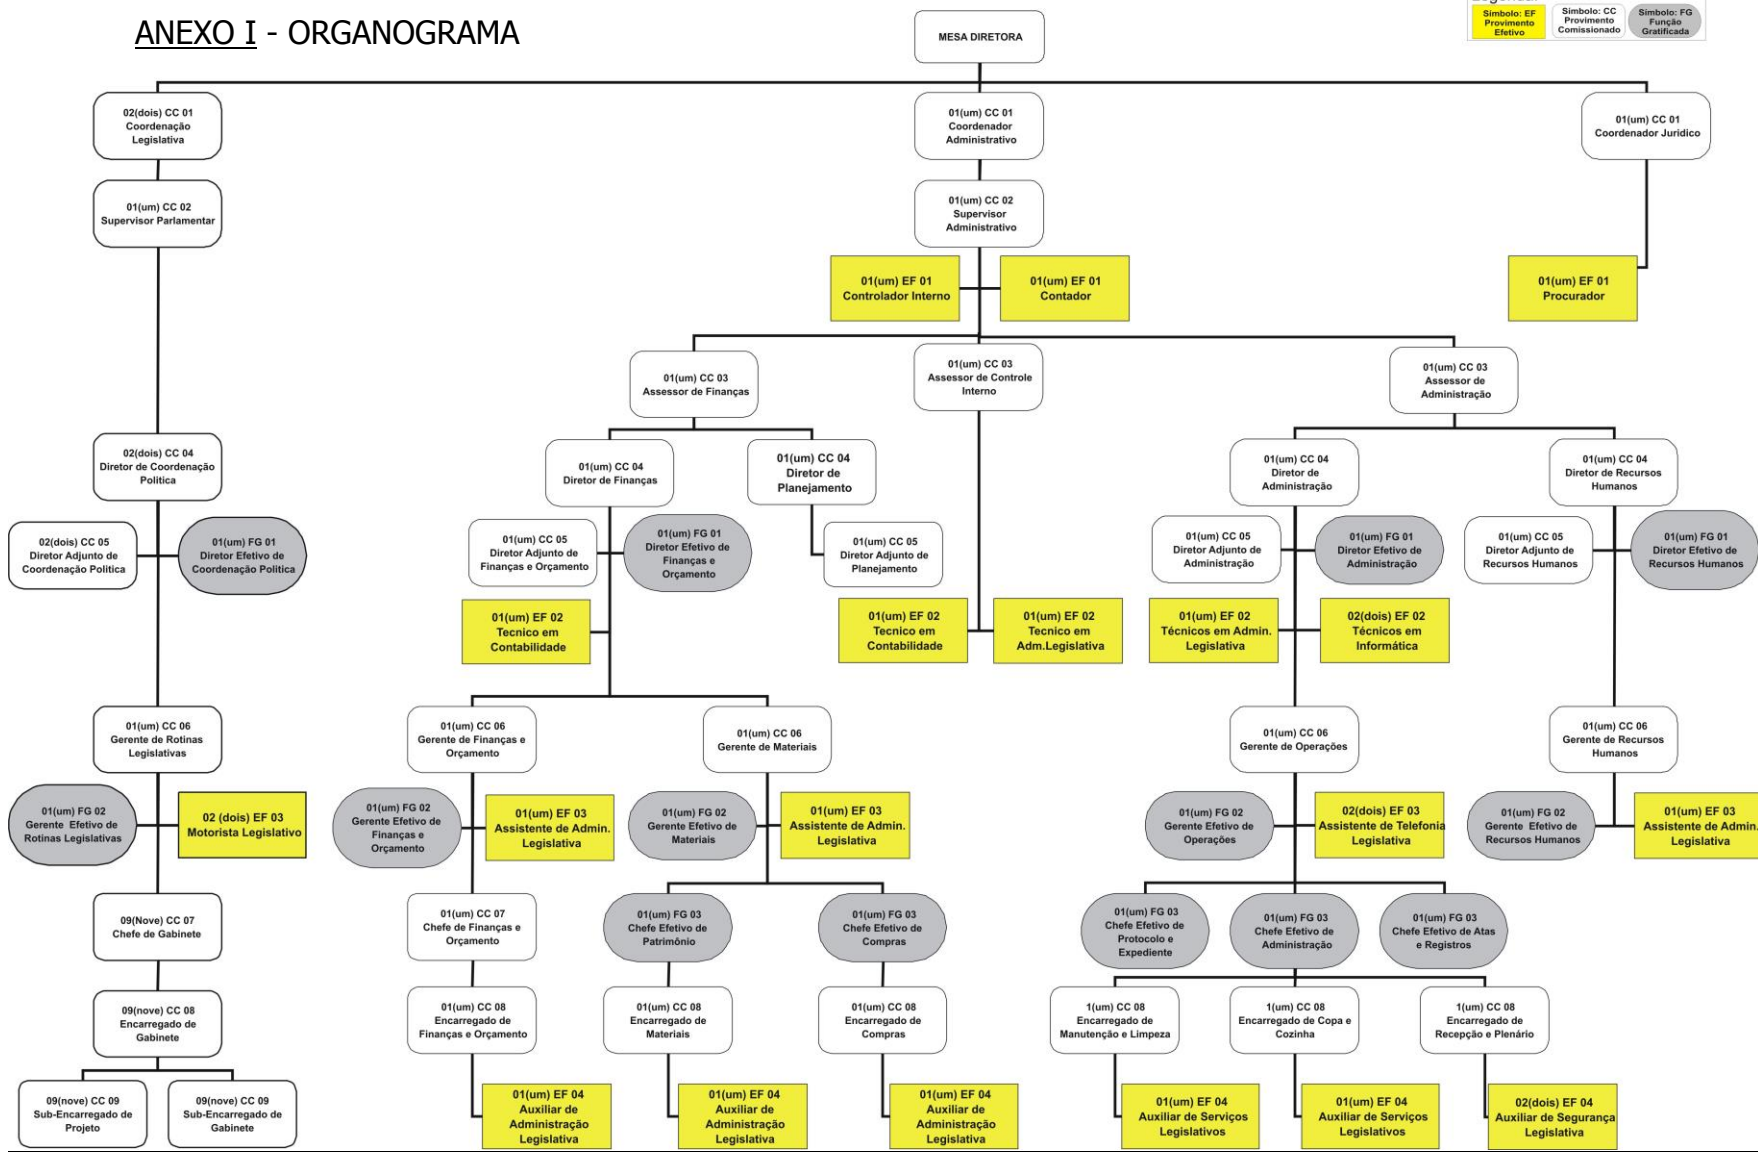 ANEXO I - ORGANOGRAMA
Símbolo: EF
Provimento
Efetivo
Símbolo: CC
Provimento
Comissionado
Símbolo: FG
Função
Gratificada
MESA DIRETORA
02(dois) CC 01
Coordenação
Legislativa
01(um) CC 01
Coordenador
Administrativo
01(um) CC 01
Coordenador Juridico
01(um) CC 02
Supervisor Parlamentar
01(um) CC 02
Supervisor
Administrativo
01(um) EF 01
Controlador Interno
01(um) EF 01
Contador
01(um) EF 01
Procurador
01(um) CC 03
Assessor de Finanças
01(um) CC 03
Assessor de Controle
Interno
01(um) CC 03
Assessor de
Administração
02(dois) CC 04
Diretor de Coordenação
Politica
01(um) CC 04
Diretor de Finanças
01(um) CC 04
Diretor de
Planejamento
01(um) CC 04
Diretor de
Administração
01(um) CC 04
Diretor de Recursos
Humanos
02(dois) CC 05
Diretor Adjunto de
Coordenação Politica
01(um) FG 01
Diretor Efetivo de
Coordenação Politica
01(um) CC 05
Diretor Adjunto de
Finanças e Orçamento
01(um) FG 01
Diretor Efetivo de
Finanças e
Orçamento
01(um) CC 05
Diretor Adjunto de
Planejamento
01(um) CC 05
Diretor Adjunto de
Administração
01(um) FG 01
Diretor Efetivo de
Administração
01(um) CC 05
Diretor Adjunto de
Recursos Humanos
01(um) FG 01
Diretor Efetivo de
Recursos Humanos
01(um) EF 02
Tecnico em
Contabilidade
01(um) EF 02
Tecnico em
Contabilidade
01(um) EF 02
Tecnico em
Adm.Legislativa
01(um) EF 02
Técnicos em Admin.
Legislativa
02(dois) EF 02
Técnicos em
Informática
01(um) CC 06
Gerente de Rotinas
Legislativas
01(um) CC 06
Gerente de Finanças e
Orçamento
01(um) CC 06
Gerente de Materiais
01(um) CC 06
Gerente de Operações
01(um) CC 06
Gerente de Recursos
Humanos
01(um) FG 02
Gerente Efetivo de
Rotinas Legislativas
02 (dois) EF 03
Motorista Legislativo
01(um) FG 02
Gerente Efetivo de
Finanças e
Orçamento
01(um) EF 03
Assistente de Admin.
Legislativa
01(um) FG 02
Gerente Efetivo de
Materiais
01(um) EF 03
Assistente de Admin.
Legislativa
01(um) FG 02
Gerente Efetivo de
Operações
02(dois) EF 03
Assistente de Telefonia
Legislativa
01(um) FG 02
Gerente Efetivo de
Recursos Humanos
01(um) EF 03
Assistente de Admin.
Legislativa
09(Nove) CC 07
Chefe de Gabinete
01(um) CC 07
Chefe de Finanças e
Orçamento
01(um) FG 03
Chefe Efetivo de
Patrimônio
01(um) FG 03
Chefe Efetivo de
Compras
01(um) FG 03
Chefe Efetivo de
Protocolo e
Expediente
01(um) FG 03
Chefe Efetivo de
Administração
01(um) FG 03
Chefe Efetivo de Atas
e Registros
09(nove) CC 08
Encarregado de
Gabinete
01(um) CC 08
Encarregado de
Finanças e Orçamento
01(um) CC 08
Encarregado de
Materiais
01(um) CC 08
Encarregado de
Compras
1(um) CC 08
Encarregado de
Manutenção e Limpeza
1(um) CC 08
Encarregado de Copa e
Cozinha
1(um) CC 08
Encarregado de
Recepção e Plenário
09(nove) CC 09
Sub-Encarregado de
Projeto
09(nove) CC 09
Sub-Encarregado de
Gabinete
01(um) EF 04
Auxiliar de
Administração
Legislativa
01(um) EF 04
Auxiliar de
Administração
Legislativa
01(um) EF 04
Auxiliar de
Administração
Legislativa
01(um) EF 04
Auxiliar de Serviços
Legislativos
01(um) EF 04
Auxiliar de Serviços
Legislativos
02(dois) EF 04
Auxiliar de Segurança
Legislativa